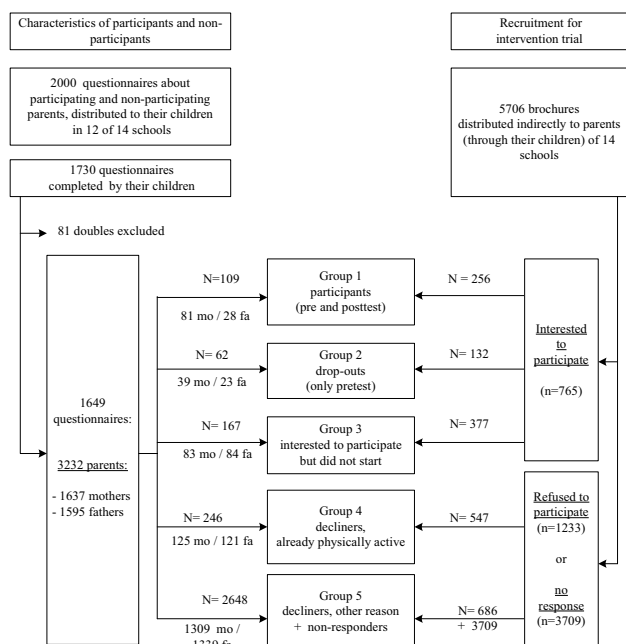 Characteristics of participants and non-
participants
2000 questionnaires about
participating and non-participating
parents, distributed to their children
in 12 of 14 schools
1730 questionnaires
completed by their children
81 doubles excluded
1649
questionnaires:
3232 parents:
- 1637 mothers
- 1595 fathers
N=109
81 mo / 28 fa
N= 62
39 mo / 23 fa
N= 167
83 mo / 84 fa
N= 246
125 mo / 121 fa
N= 2648
1309 mo /
Group 1
participants
(pre and posttest)
Group 2
drop-outs
(only pretest)
Group 3
interested to participate
but did not start
Group 4
decliners,
already physically active
Group 5
decliners, other reason
+ non-responders
Recruitment for
intervention trial
5706 brochures
distributed indirectly to parents
(through their children) of 14
schools
N = 256
N= 132
N= 377
N= 547
N= 686
+ 3709
Interested
to
participate
(n=765)
Refused to
participate
(n=1233)
or
no
response
(n=3709)